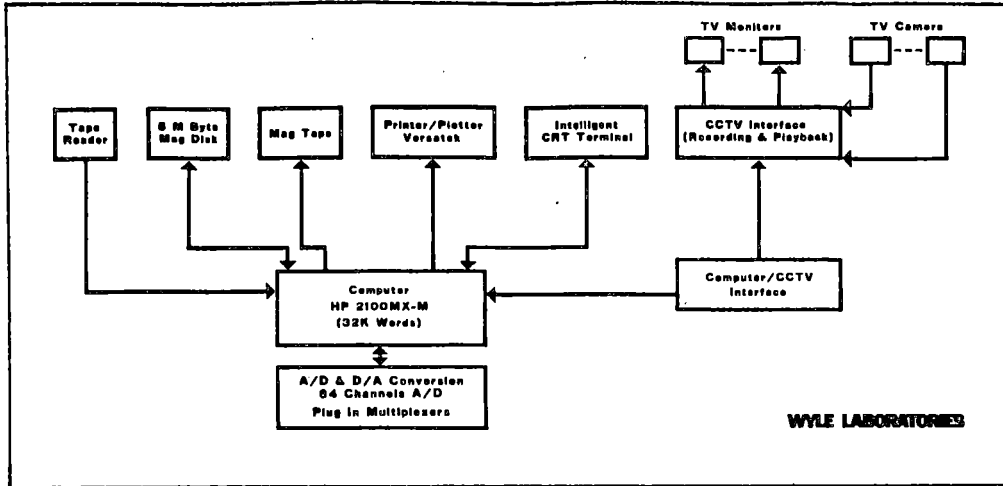 TV Monitors
TV Camera
Tape
Reader
5 M Byte
Mag Disk
Mag Tape
Printer/Plotter
Versatek
Intelligent
CRT Terminal
CCTV Interface
(Recording & Playback)
Computer
HP 2100MX-M
(32K Words)
Computer/CCTV
Interface
A/D & D/A Conversion
64 Channels A/D
Plug in Multiplexers
WYLE LABORATORIES